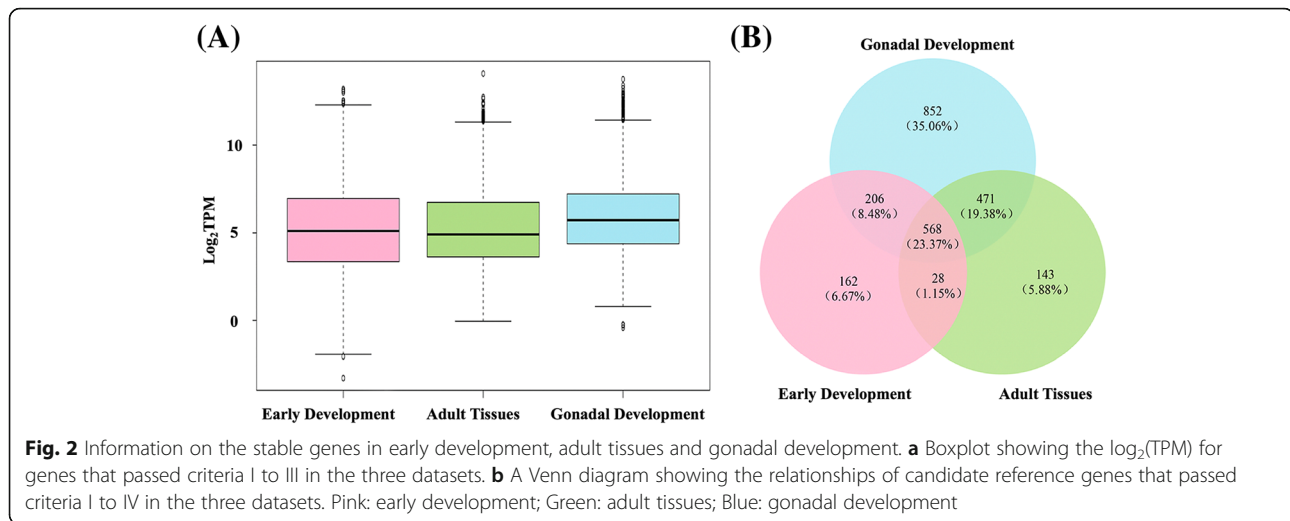 (A)
Log₂TPM
10
5
0
Early Development
Adult Tissues
Gonadal Development
(B)
Gonadal Development
852
（35.06%）
206
（8.48%）
471
（19.38%）
568
（23.37%）
162
（6.67%）
28
（1.15%）
143
（5.88%）
Early Development
Adult Tissues
Fig. 2 Information on the stable genes in early development, adult tissues and gonadal development. a Boxplot showing the log₂(TPM) for
genes that passed criteria I to III in the three datasets. b A Venn diagram showing the relationships of candidate reference genes that passed
criteria I to IV in the three datasets. Pink: early development; Green: adult tissues; Blue: gonadal development